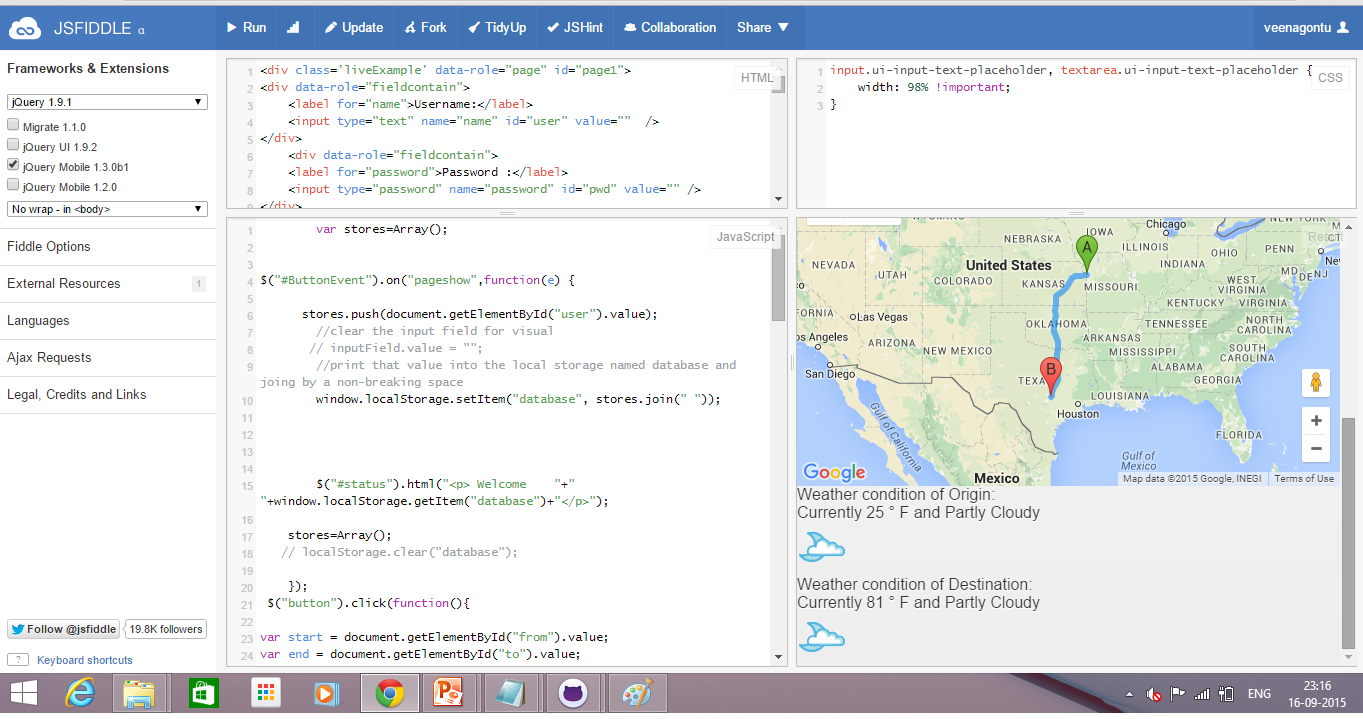 JSFIDDLE α
Run
Update
Fork
TidyUp
JSHint
Collaboration
Share
veenagontu
Frameworks & Extensions
jQuery 1.9.1
Migrate 1.1.0
jQuery UI 1.9.2
jQuery Mobile 1.3.0b1
jQuery Mobile 1.2.0
No wrap - in <body>
Fiddle Options
External Resources 1
Languages
Ajax Requests
Legal, Credits and Links
Follow @jsfiddle 19.8K followers
? Keyboard shortcuts
HTML
1 <div class='liveExample' data-role="page" id="page1">
2 <div data-role="fieldcontain">
3 <label for="name">Username:</label>
4 <input type="text" name="name" id="user" value="" />
5 </div>
6 <div data-role="fieldcontain">
7 <label for="password">Password :</label>
8 <input type="password" name="password" id="pwd" value="" />
9 </div>
CSS
1 input.ui-input-text-placeholder, textarea.ui-input-text-placeholder {
2 width: 98% !important;
3 }
JavaScript
1 var stores=Array();
2
3
4 $("#ButtonEvent").on("pageshow",function(e) {
5
6 stores.push(document.getElementById("user").value);
7 //clear the input field for visual
8 // inputField.value = "";
9 //print that value into the local storage named database and
joing by a non-breaking space
10 window.localStorage.setItem("database", stores.join(" "));
11
12
13
14
15 $("#status").html("<p> Welcome "+"
"+window.localStorage.getItem("database")+"</p>");
16
17 stores=Array();
18 // localStorage.clear("database");
19
20 });
21 $("button").click(function(){
22
23 var start = document.getElementById("from").value;
24 var end = document.getElementById("to").value;
WYOMING
Chicago
NEW YORK
IOWA
NEBRASKA
ILLINOIS
OHIO
PENN
INDIANA
NEVADA
United States
UTAH
COLORADO
KANSAS
MISSOURI
WEST
VIRGINIA
MD
DE
NJ
KENTUCKY
VIRGINIA
Las Vegas
OKLAHOMA
TENNESSEE
NORTH
CAROLINA
os Angeles
ARIZONA
NEW MEXICO
ARKANSAS
MISSISSIPPI
SOUTH
CAROLINA
San Diego
ALABAMA
GEORGIA
TEXA
LOUISIANA
Houston
Gulf of California
FLORIDA
Gulf of
Mexico
Mexico
A
B
Google
Map data ©2015 Google, INEGI
Terms of Use
Weather condition of Origin:
Currently 25 ° F and Partly Cloudy
Weather condition of Destination:
Currently 81 ° F and Partly Cloudy
ENG
23:16
16-09-2015